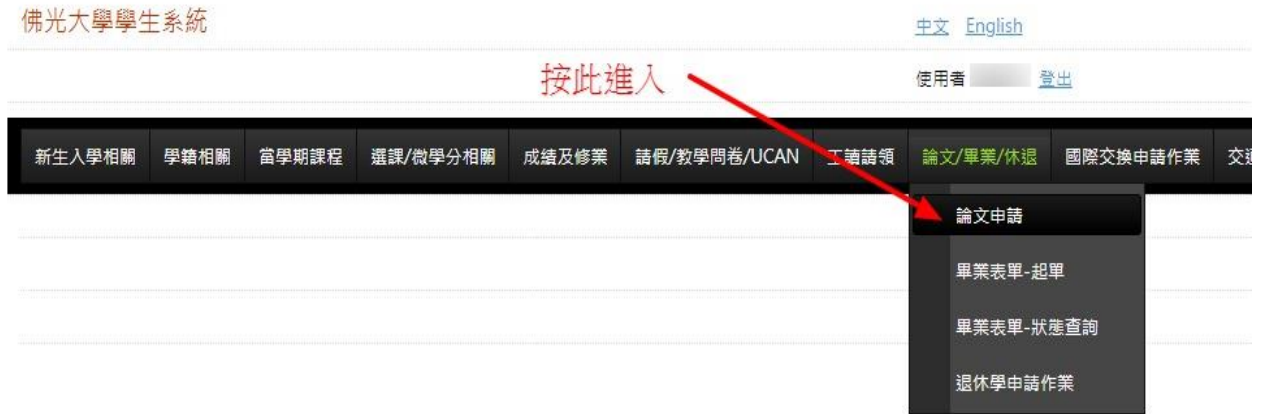 佛光大學學生系統
中文 English
按此進入
使用者 登出
新生入學相關 學籍相關 當學期課程 選課/微學分相關 成績及修業 請假/教學問卷/UCAN 工讀請領 論文/畢業/休退 國際交換申請作業
論文申請
畢業表單-起單
畢業表單-狀態查詢
退休學申請作業